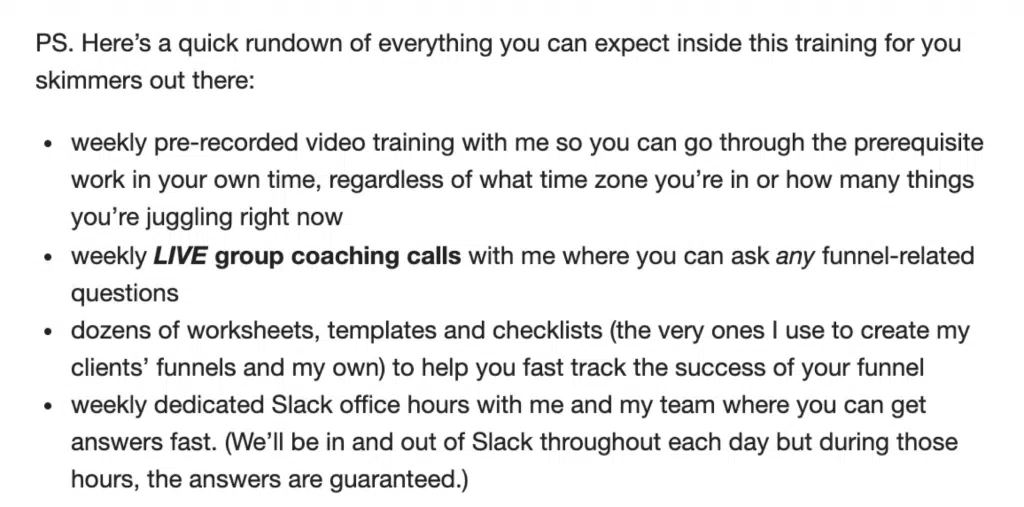 PS. Here’s a quick rundown of everything you can expect inside this training for you
skimmers out there:
• weekly pre-recorded video training with me so you can go through the prerequisite
work in your own time, regardless of what time zone you’re in or how many things
you’re juggling right now
• weekly LIVE group coaching calls with me where you can ask any funnel-related
questions
• dozens of worksheets, templates and checklists (the very ones I use to create my
clients’ funnels and my own) to help you fast track the success of your funnel
• weekly dedicated Slack office hours with me and my team where you can get
answers fast. (We’ll be in and out of Slack throughout each day but during those
hours, the answers are guaranteed.)